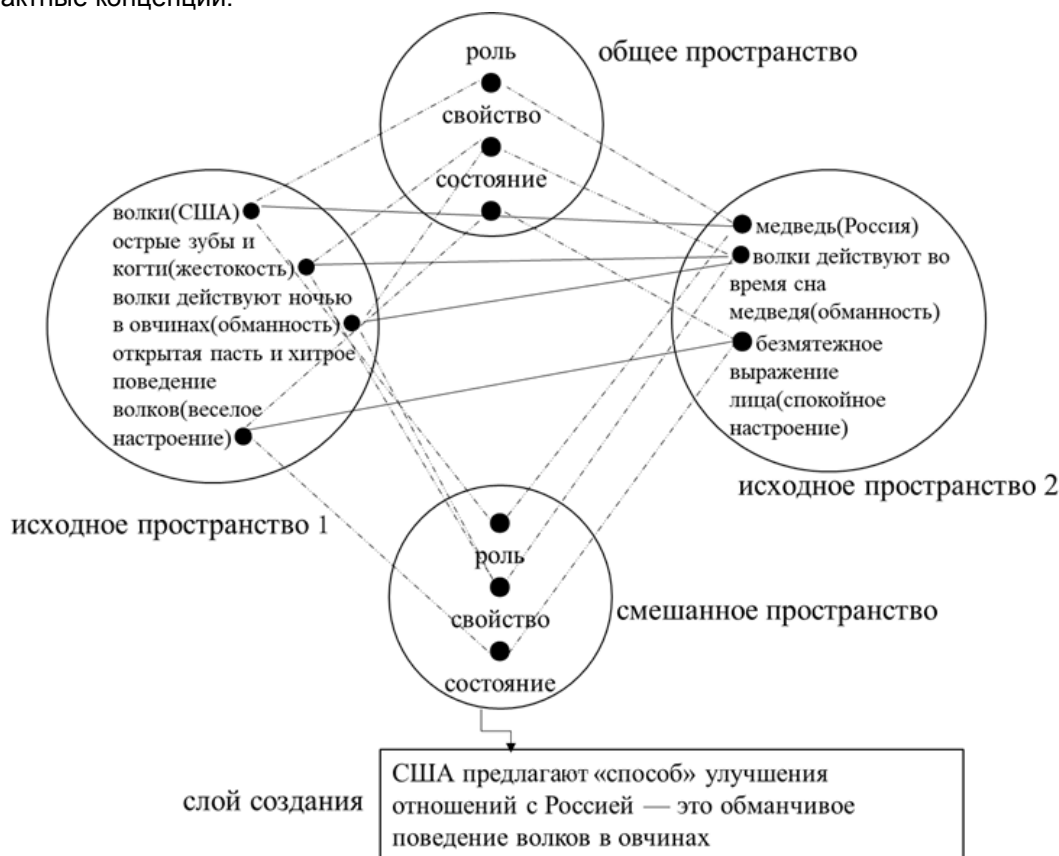 актные концепции.
роль
общее пространство
свойство
состояние
волки(США)
острые зубы и
когти(жестокость)
волки действуют ночью
в овчинах(обманность)
открытая пасть и хитрое
поведение
волков(веселое
настроение)
исходное пространство 1
медведь(Россия)
волки действуют во
время сна
медведя(обманность)
безмятежное
выражение
лица(спокойное
настроение)
исходное пространство 2
роль
свойство
состояние
смешанное пространство
слой создания
США предлагают «способ» улучшения
отношений с Россией — это обманчивое
поведение волков в овчинах